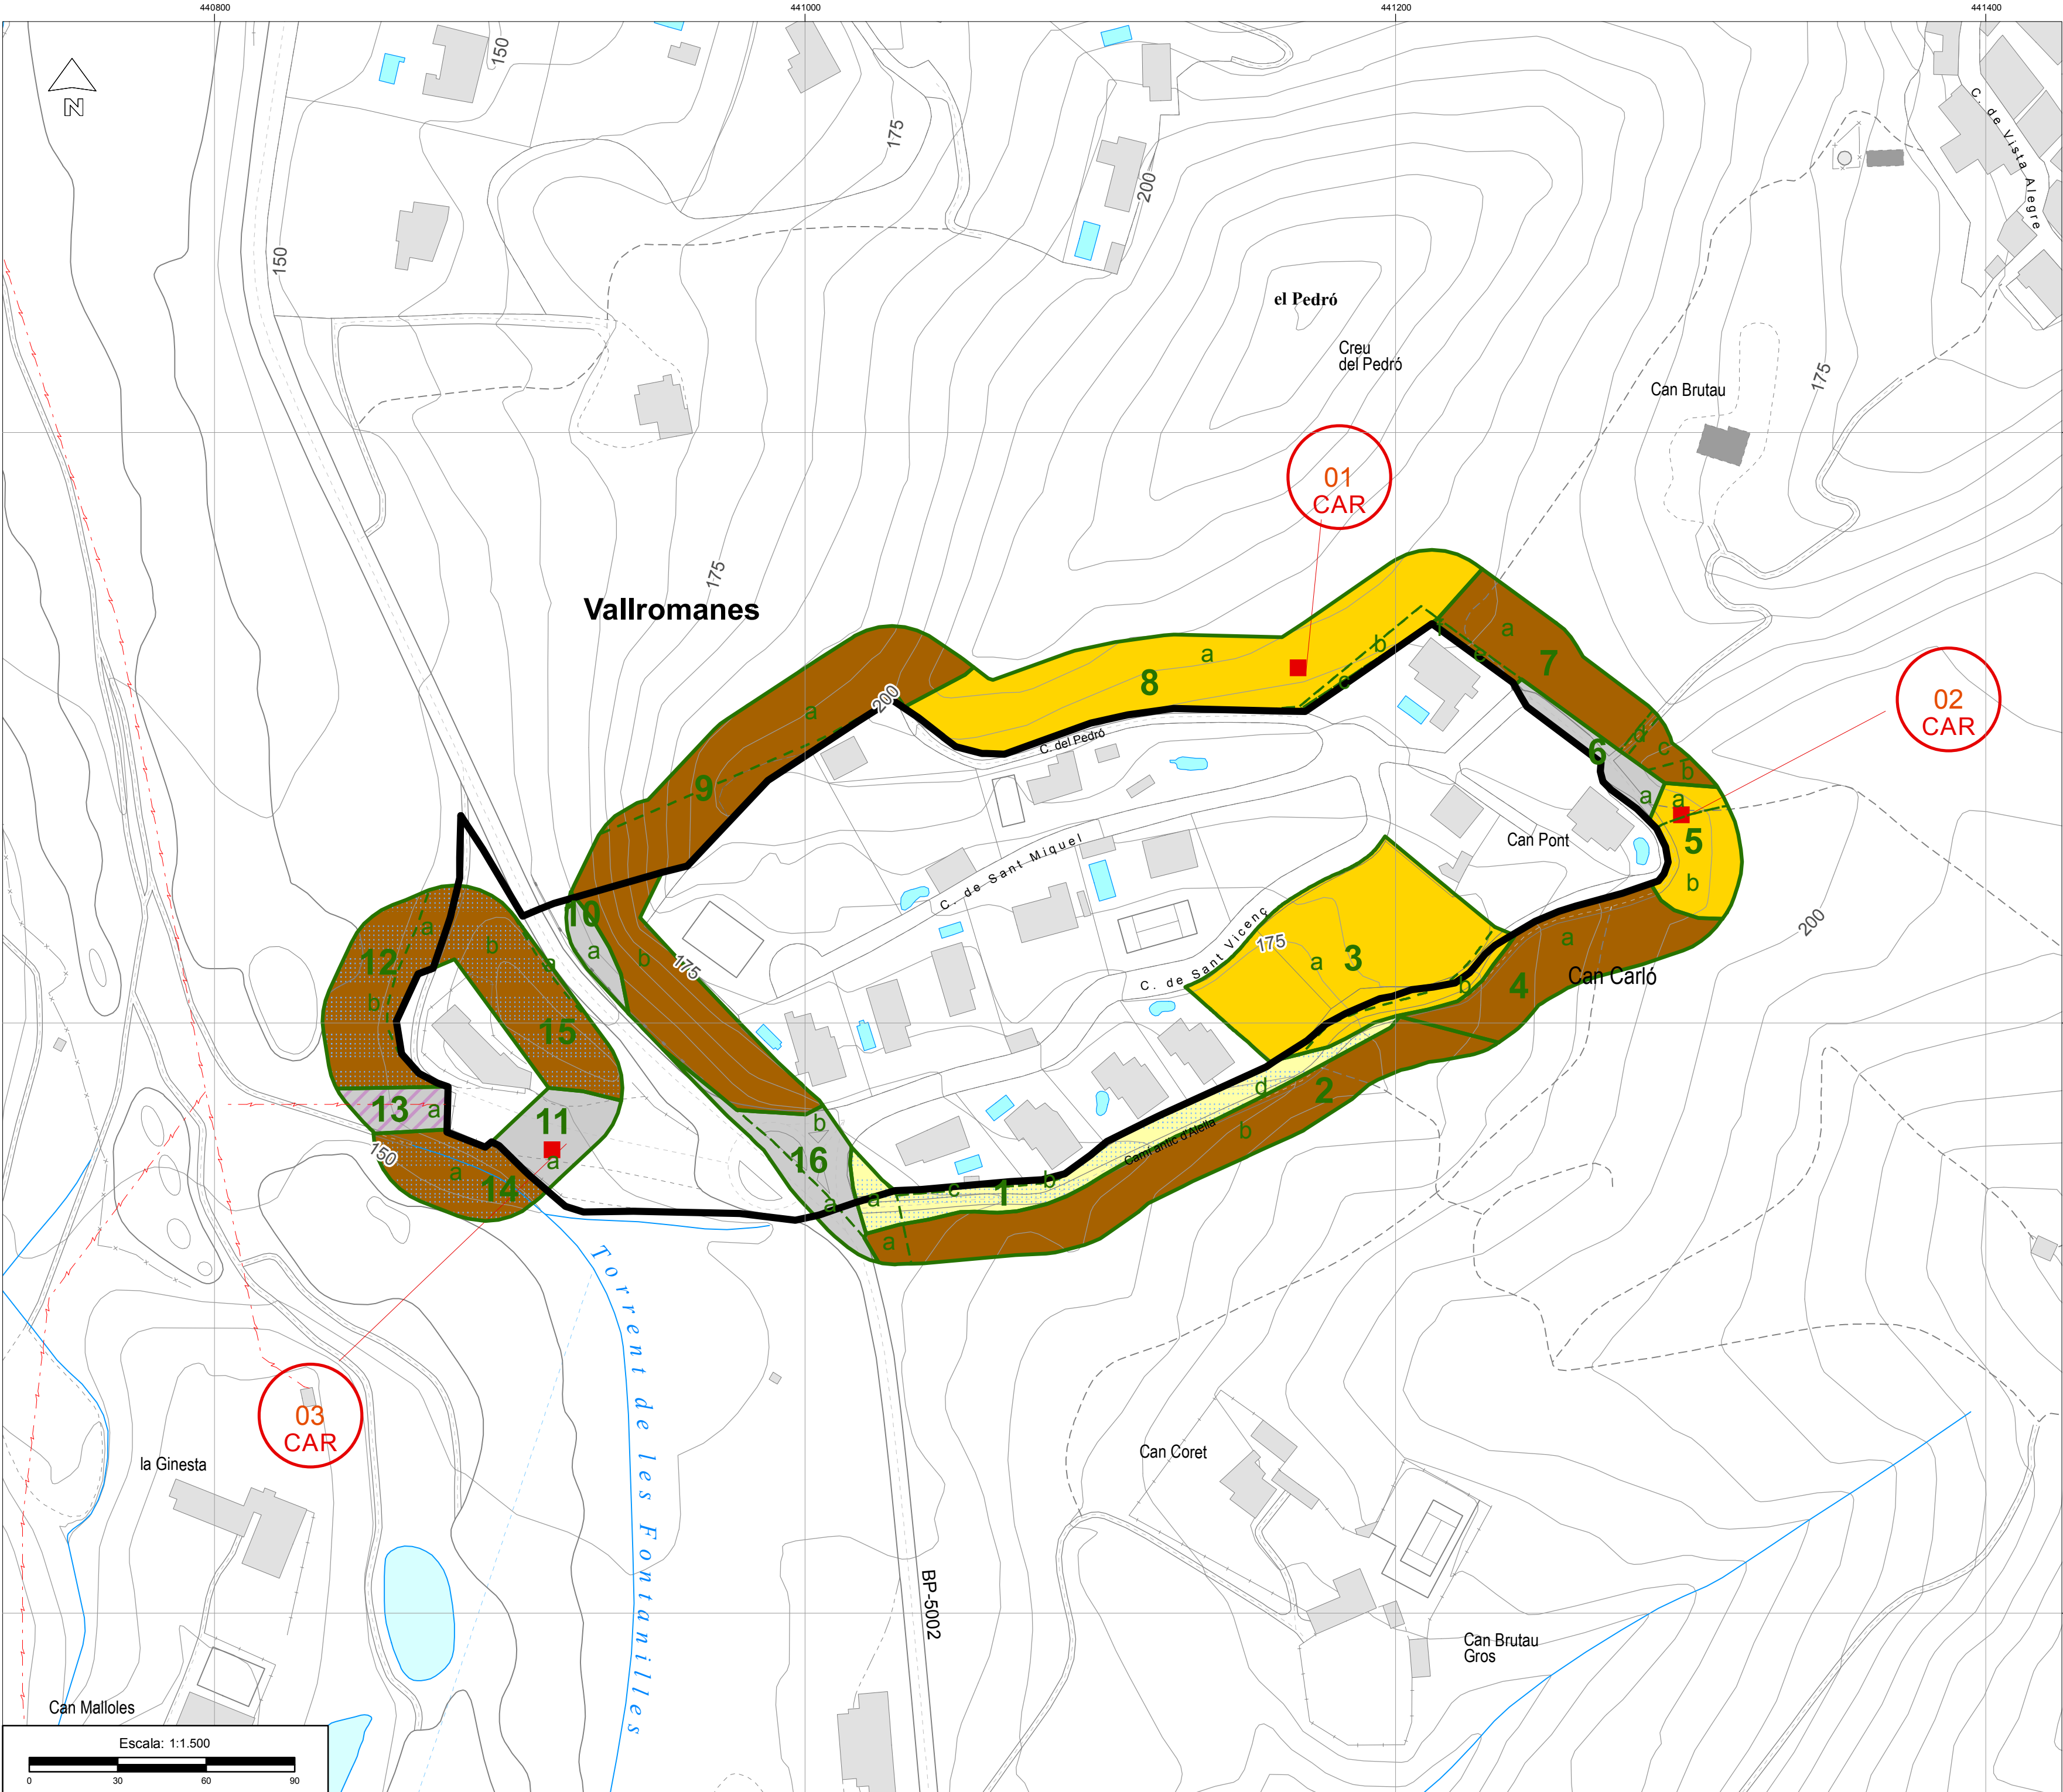 440800
441000
441200
441400
N
150
175
200
150
C. de Vista Alegre
el Pedró
Creu
del Pedró
Can Brutau
175
01
CAR
175
Vallromanes
02
CAR
a
b
c
8
a
7
e
f
a
200
9
C. del Pedró
6
d
c
b
a
a
5
b
C. de Sant Miquel
Can Pont
10
a
b
175
C. de Sant Vicenç
175
a
3
b
a
4
Can Carló
200
12
a
b
b
a
15
13
a
11
a
14
a
150
b
16
a
d
2
b
Camí antic d'Alella
a
c
1
b
a
Torrent de les Fontanilles
03
CAR
la Ginesta
Can Coret
BP-5002
Can Brutau
Gros
Can Malloles
Escala: 1:1.500
0 30 60 90